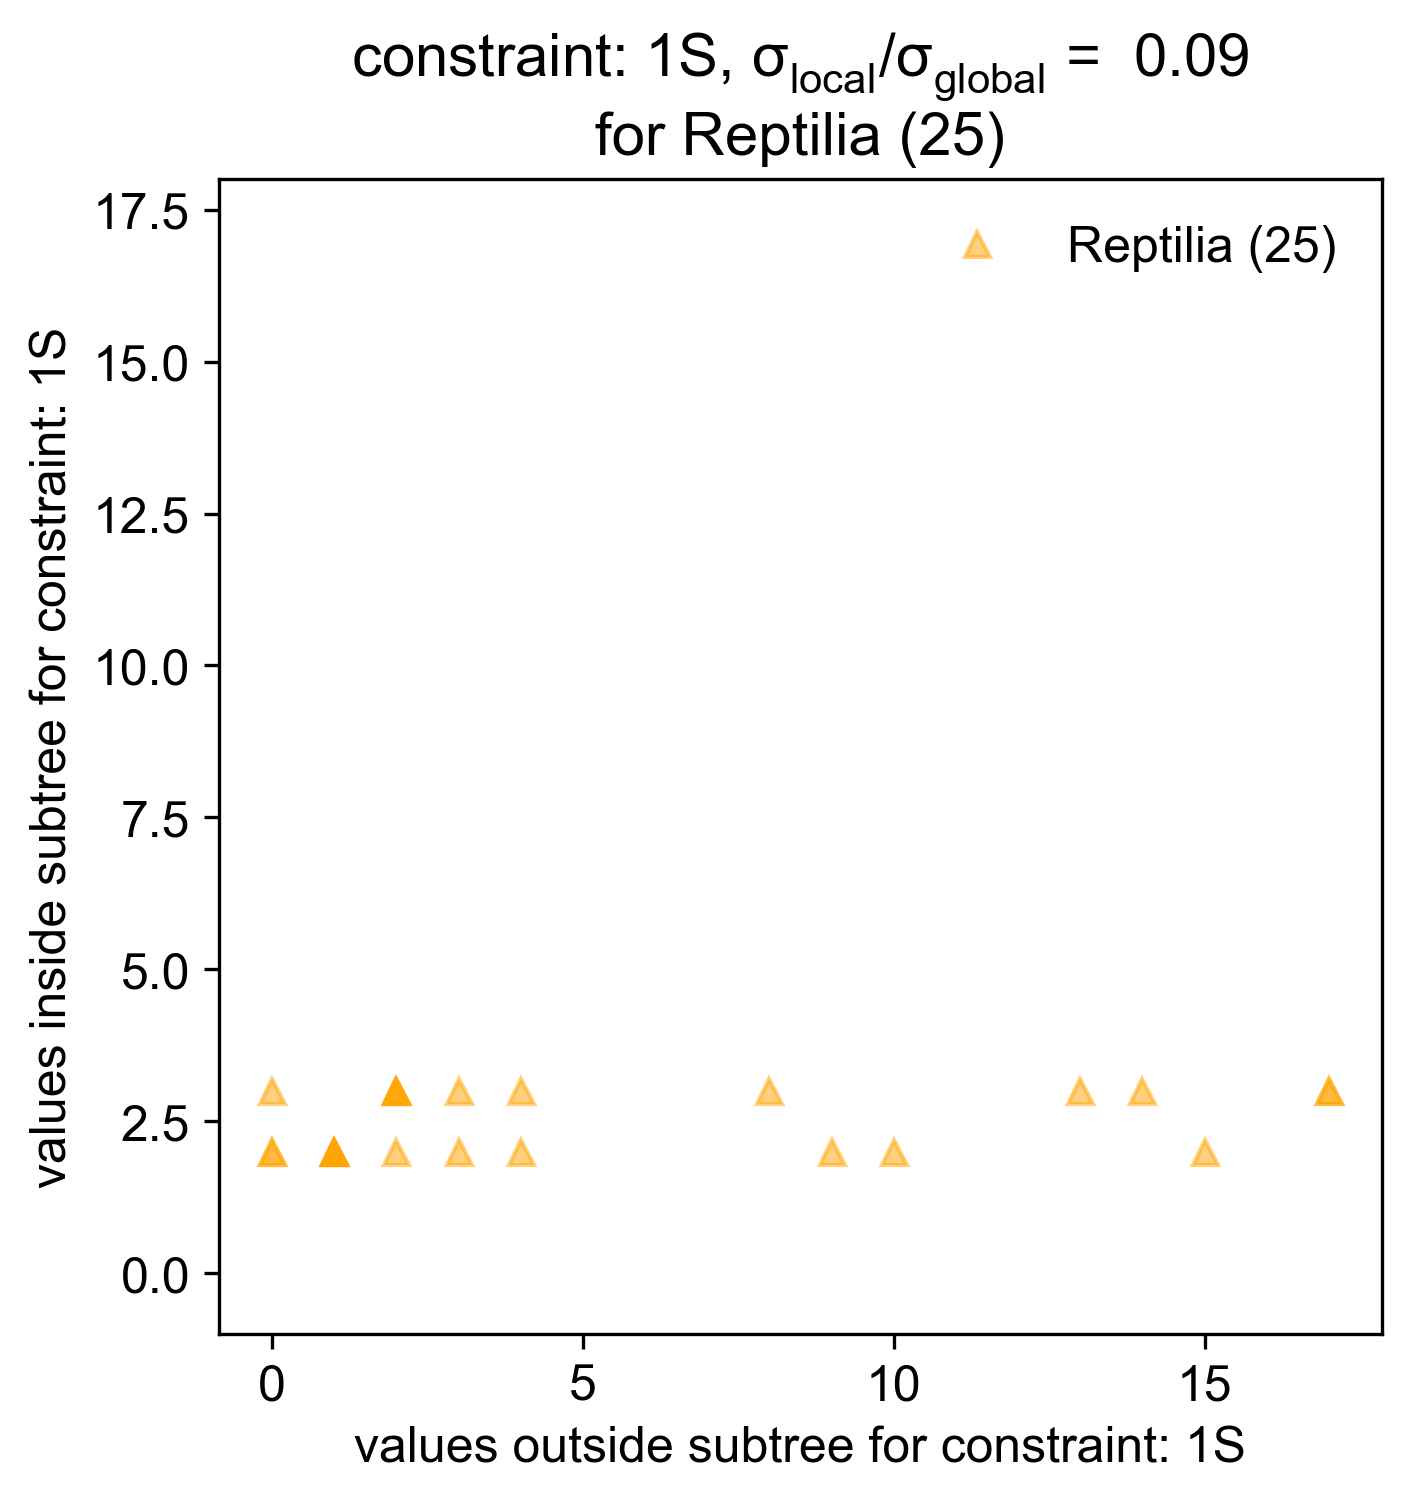 constraint: 1S, σlocal/σglobal = 0.09
for Reptilia (25)
17.5
15.0
12.5
10.0
7.5
5.0
2.5
0.0
values inside subtree for constraint: 1S
Reptilia (25)
0 5 10 15
values outside subtree for constraint: 1S